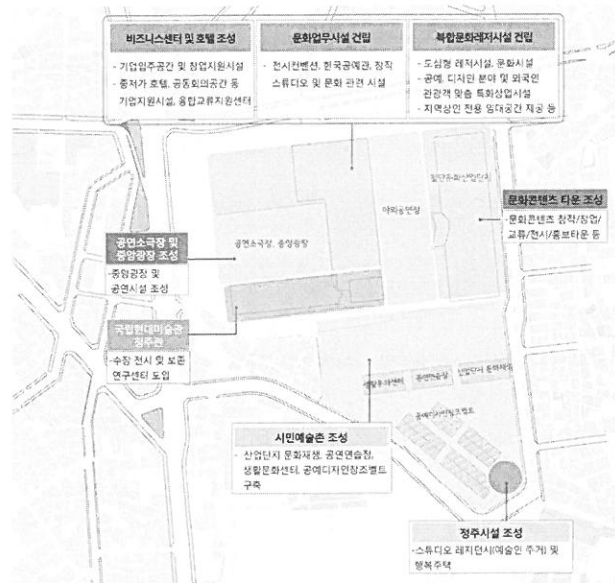 비즈니스센터 및 호텔 조성
- 기업입주공간 및 창업지원시설
- 중저가 호텔, 공동회의공간 등
기업지원시설, 융합교류지원센터
문화업무시설 건립
- 전시컨벤션, 한국공예관, 창작
스튜디오 및 문화 관련 시설
복합문화레저시설 건립
- 도심형 레저시설, 문화시설
- 공예, 디자인 분야 및 외국인
관광객 맞춤 특화상업시설
- 지역상인 전용 임대공간 제공 등
첨단문화산업단지
야외공연장
문화콘텐츠 타운 조성
- 문화콘텐츠 창작/창업/
교류/전시/홍보타운 등
공연소극장 및
중앙광장 조성
-중앙광장 및
공연시설 조성
공연소극장, 중앙광장
국립현대미술관
청주관
-수장 전시 및 보존
연구센터 도입
생활문화센터
공연연습장
산업단지 문화재생
공예디자인창조벨트
시민예술촌 조성
- 산업단지 문화재생, 공연연습장,
생활문화센터, 공예디자인창조벨트
구축
정주시설 조성
-스튜디오 레지던시(예술인 주거) 및
행복주택